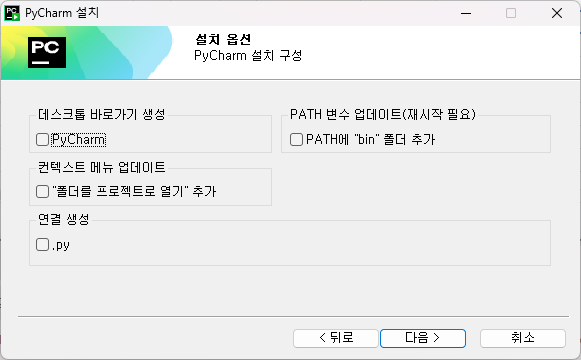 PyCharm 설치
설치 옵션
PyCharm 설치 구성
데스크톱 바로가기 생성
PyCharm
PATH 변수 업데이트(재시작 필요)
PATH에 "bin" 폴더 추가
컨텍스트 메뉴 업데이트
"폴더를 프로젝트로 열기" 추가
연결 생성
.py
< 뒤로
다음 >
취소